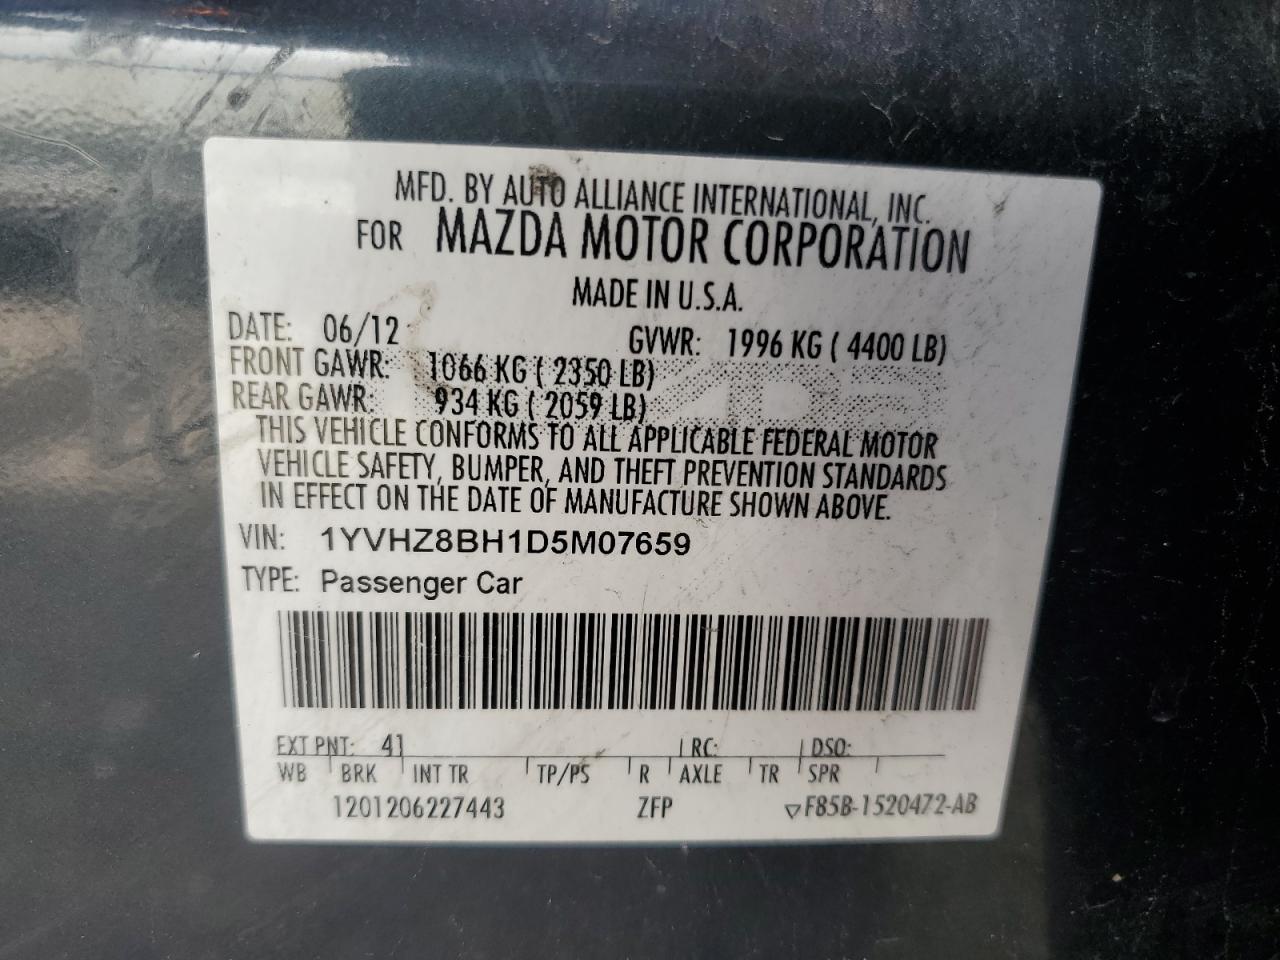 MFD. BY AUTO ALLIANCE INTERNATIONAL, INC.
FOR MAZDA MOTOR CORPORATION
MADE IN U.S.A.
DATE: 06/12 GVWR: 1996 KG ( 4400 LB)
FRONT GAWR: 1066 KG ( 2350 LB)
REAR GAWR: 934 KG ( 2059 LB)
THIS VEHICLE CONFORMS TO ALL APPLICABLE FEDERAL MOTOR
VEHICLE SAFETY, BUMPER, AND THEFT PREVENTION STANDARDS
IN EFFECT ON THE DATE OF MANUFACTURE SHOWN ABOVE.
VIN: 1YVHZ8BH1D5M07659
TYPE: Passenger Car
EXT PNT: 41 RC: DSO:
WB BRK INT TR TP/PS R AXLE TR SPR
1201206227443 ZFP ▽F85B-1520472-AB